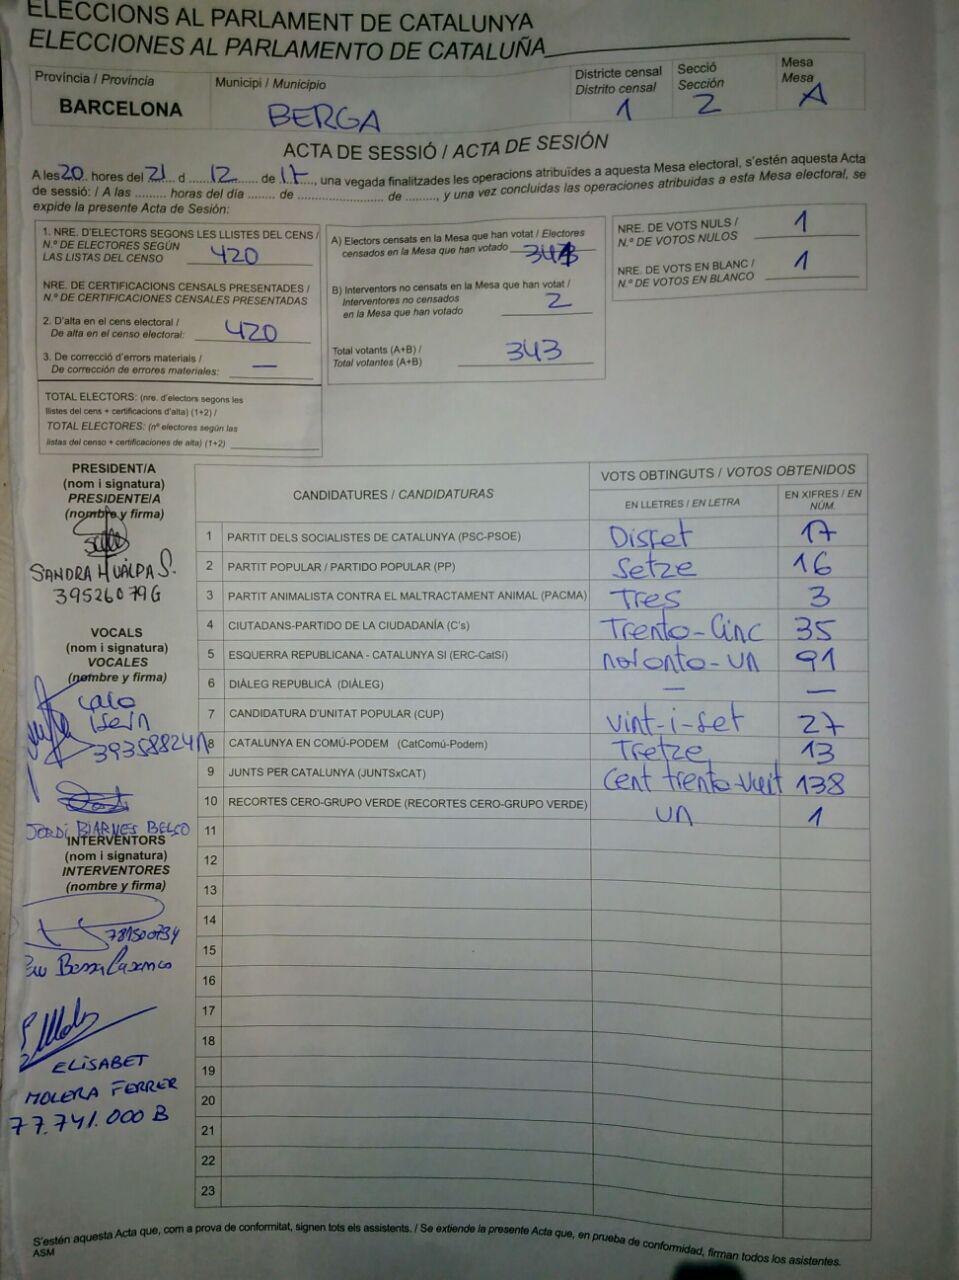 ELECCIONS AL PARLAMENT DE CATALUNYA
ELECCIONES AL PARLAMENTO DE CATALUÑA
Província / Provincia
BARCELONA
Municipi / Municipio
BERGA
Districte censal
Distrito censal
1
Secció
Sección
2
Mesa
Mesa
A
ACTA DE SESSIÓ / ACTA DE SESIÓN
A les 20 hores del 21 d 12 de 17, una vegada finalitzades les operacions atribuïdes a aquesta Mesa electoral, s'estén aquesta Acta
de sessió: / A las ......... horas del día ........ de ........................ de ........, y una vez concluidas las operaciones atribuidas a esta Mesa electoral, se
expide la presente Acta de Sesión:
1. NRE. D'ELECTORS SEGONS LES LLISTES DEL CENS /
N.º DE ELECTORES SEGÚN
LAS LISTAS DEL CENSO 420
NRE. DE CERTIFICACIONS CENSALS PRESENTADES /
N.º DE CERTIFICACIONES CENSALES PRESENTADAS
2. D'alta en el cens electoral /
De alta en el censo electoral: 420
3. De correcció d'errors materials /
De corrección de errores materiales: —
TOTAL ELECTORS: (nre. d'electors segons les
llistes del cens + certificacions d'alta) (1+2) /
TOTAL ELECTORES: (nº electores según las
listas del censo + certificaciones de alta) (1+2)
A) Electors censats en la Mesa que han votat / Electores
censados en la Mesa que han votado
B) Interventors no censats en la Mesa que han votat /
Interventores no censados
en la Mesa que han votado 2
Total votants (A+B) /
Total votantes (A+B) 343
NRE. DE VOTS NULS /
N.º DE VOTOS NULOS 1
NRE. DE VOTS EN BLANC /
N.º DE VOTOS EN BLANCO 1
PRESIDENT/A
(nom i signatura)
PRESIDENTE/A
(nombre y firma)
SANDRA HUALPA S.
39526079G
VOCALS
(nom i signatura)
VOCALES
(nombre y firma)
39358824
JORDI BIARNES
INTERVENTORS
(nom i signatura)
INTERVENTORES
(nombre y firma)
ELISABET
MOLERA FERRER
77.741.000 B
CANDIDATURES / CANDIDATURAS
VOTS OBTINGUTS / VOTOS OBTENIDOS
EN LLETRES / EN LETRA
EN XIFRES / EN NÚM.
1 PARTIT DELS SOCIALISTES DE CATALUNYA (PSC-PSOE) Disset 17
2 PARTIT POPULAR / PARTIDO POPULAR (PP) Setze 16
3 PARTIT ANIMALISTA CONTRA EL MALTRACTAMENT ANIMAL (PACMA) Tres 3
4 CIUTADANS-PARTIDO DE LA CIUDADANÍA (C's) Trenta-Cinc 35
5 ESQUERRA REPUBLICANA - CATALUNYA SI (ERC-CatSí) noranta-un 91
6 DIÀLEG REPUBLICÀ (DIÀLEG) — —
7 CANDIDATURA D'UNITAT POPULAR (CUP) vint-i-set 27
8 CATALUNYA EN COMÚ-PODEM (CatComú-Podem) Tretze 13
9 JUNTS PER CATALUNYA (JUNTSxCAT) Cent trenta-vuit 138
10 RECORTES CERO-GRUPO VERDE (RECORTES CERO-GRUPO VERDE) UN 1
11
12
13
14
15
16
17
18
19
20
21
22
23
S'estén aquesta Acta que, com a prova de conformitat, signen tots els assistents. / Se extiende la presente Acta que, en prueba de conformidad, firman todos los asistentes.
ASM